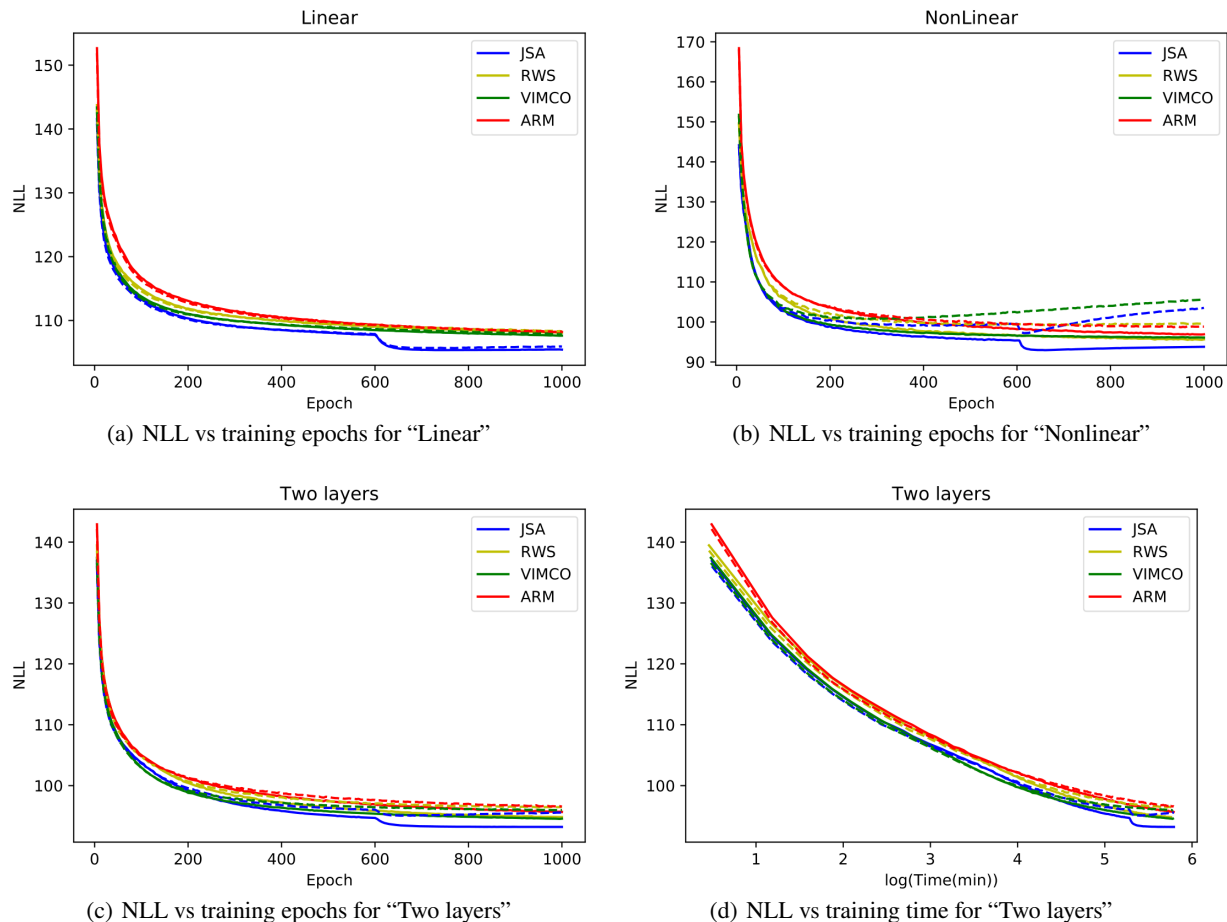 Linear
150
140
130
120
110
NLL
0
200
400
600
800
1000
Epoch
JSA
RWS
VIMCO
ARM
(a) NLL vs training epochs for “Linear”
NonLinear
170
160
150
140
130
120
110
100
90
NLL
0
200
400
600
800
1000
Epoch
JSA
RWS
VIMCO
ARM
(b) NLL vs training epochs for “Nonlinear”
Two layers
140
130
120
110
100
NLL
0
200
400
600
800
1000
Epoch
JSA
RWS
VIMCO
ARM
(c) NLL vs training epochs for “Two layers”
Two layers
140
130
120
110
100
NLL
1
2
3
4
5
6
log(Time(min))
JSA
RWS
VIMCO
ARM
(d) NLL vs training time for “Two layers”